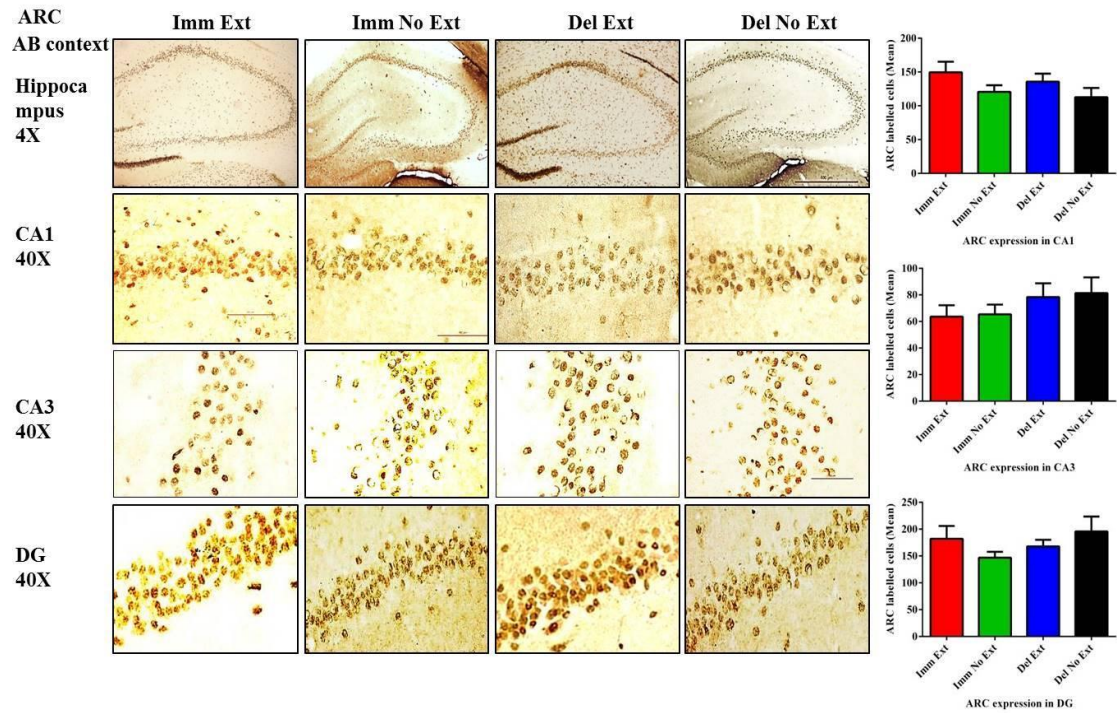 ARC
Imm Ext
Imm No Ext
Del Ext
Del No Ext
AB context
Hippoca
mpus
4X
CA1
40X
CA3
40X
DG
40X
ARC labelled cells (Mean)
200
150
100
50
0
Imm Ext
Imm No Ext
Del Ext
Del No Ext
ARC expression in CA1
ARC labelled cells (Mean)
100
80
60
40
20
0
Imm Ext
Imm No Ext
Del Ext
Del No Ext
ARC expression in CA3
ARC labelled cells (Mean)
250
200
150
100
50
0
Imm Ext
Imm No Ext
Del Ext
Del No Ext
ARC expression in DG